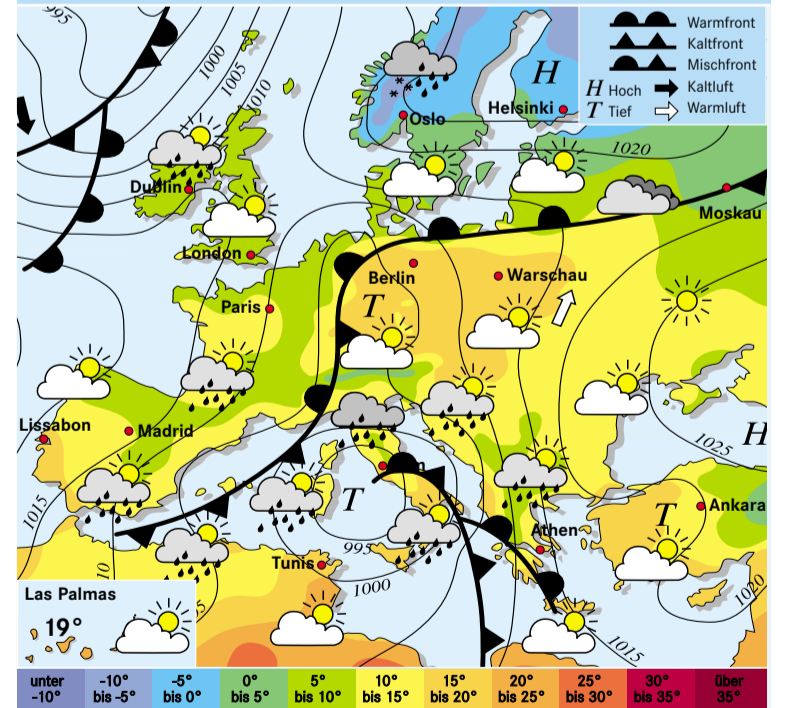 995
1000
1005
1010
Warmfront
Kaltfront
Mischfront
H Hoch
Kaltluft
T Tief
Warmluft
H
Helsinki
Oslo
1020
Dublin
Moskau
London
Berlin
Warschau
Paris
T
Lissabon
Madrid
H
1025
1015
T
T
Ankara
Athen
995
Tunis
1000
10
1020
1015
Las Palmas
19°
unter
-10°
-10°
bis -5°
-5°
bis 0°
0°
bis 5°
5°
bis 10°
10°
bis 15°
15°
bis 20°
20°
bis 25°
25°
bis 30°
30°
bis 35°
über
35°